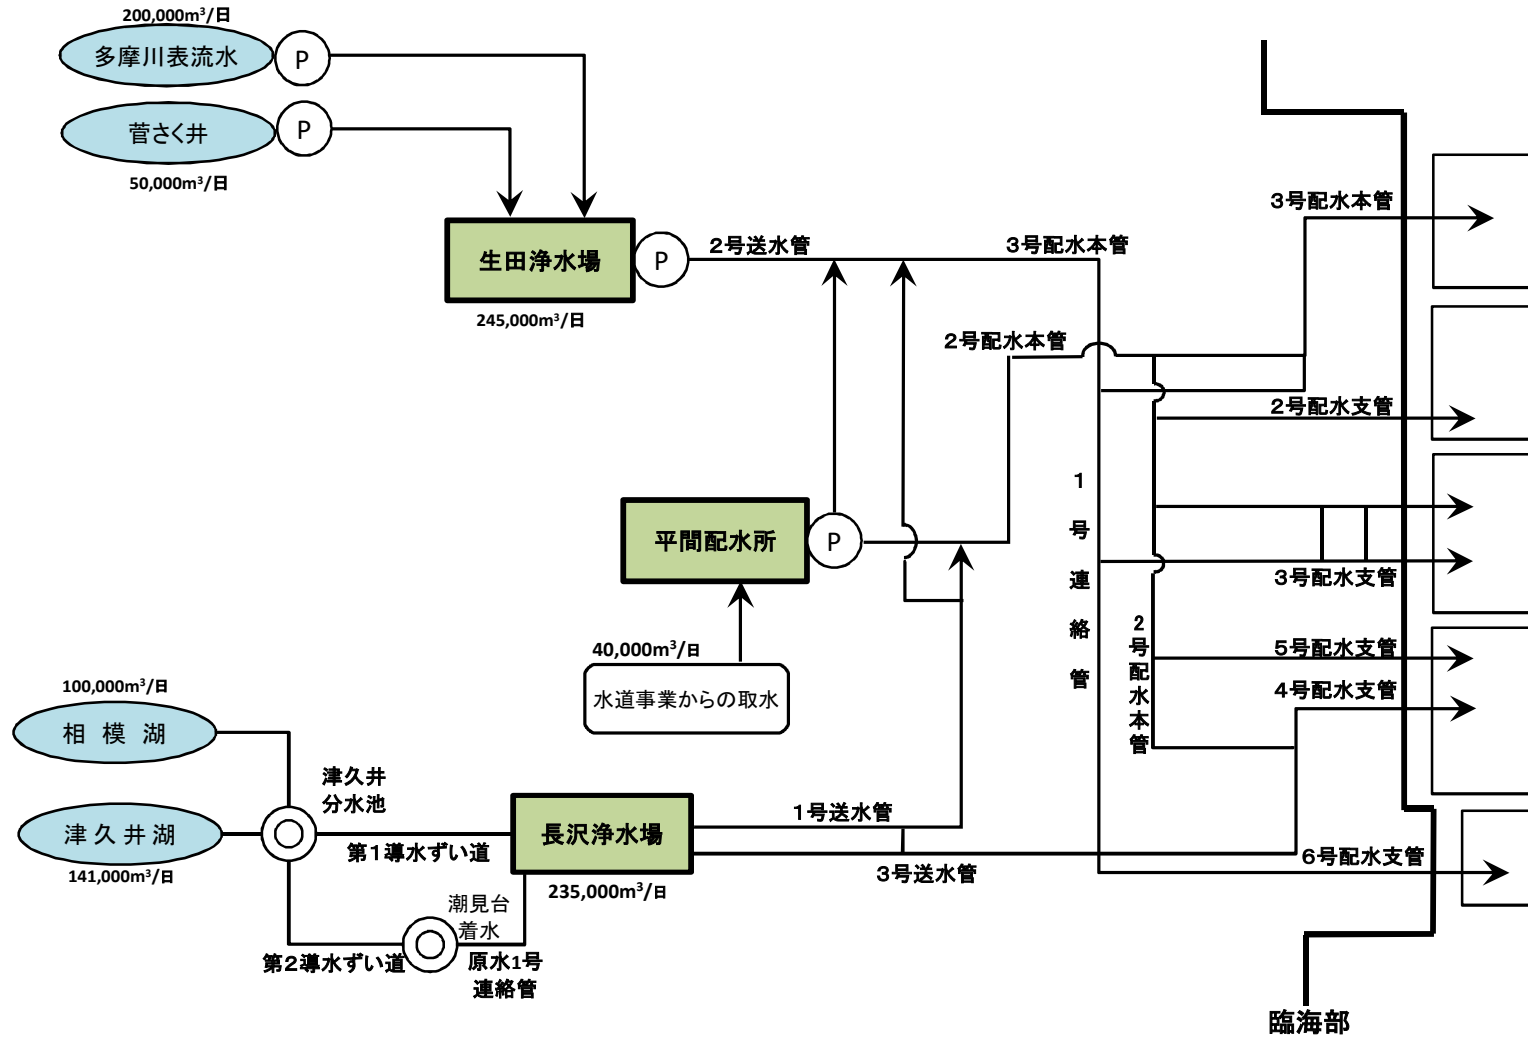 200,000m³/日
多摩川表流水
P
菅さく井
P
50,000m³/日
3号配水本管
生田浄水場
P
2号送水管
3号配水本管
245,000m³/日
2号配水本管
2号配水支管
1号連絡管
平間配水所
P
3号配水支管
40,000m³/日
水道事業からの取水
2号配水本管
5号配水支管
4号配水支管
100,000m³/日
相模湖
津久井
分水池
津久井湖
141,000m³/日
第1導水ずい道
長沢浄水場
235,000m³/日
1号送水管
3号送水管
6号配水支管
潮見台
着水
第2導水ずい道
原水1号
連絡管
臨海部